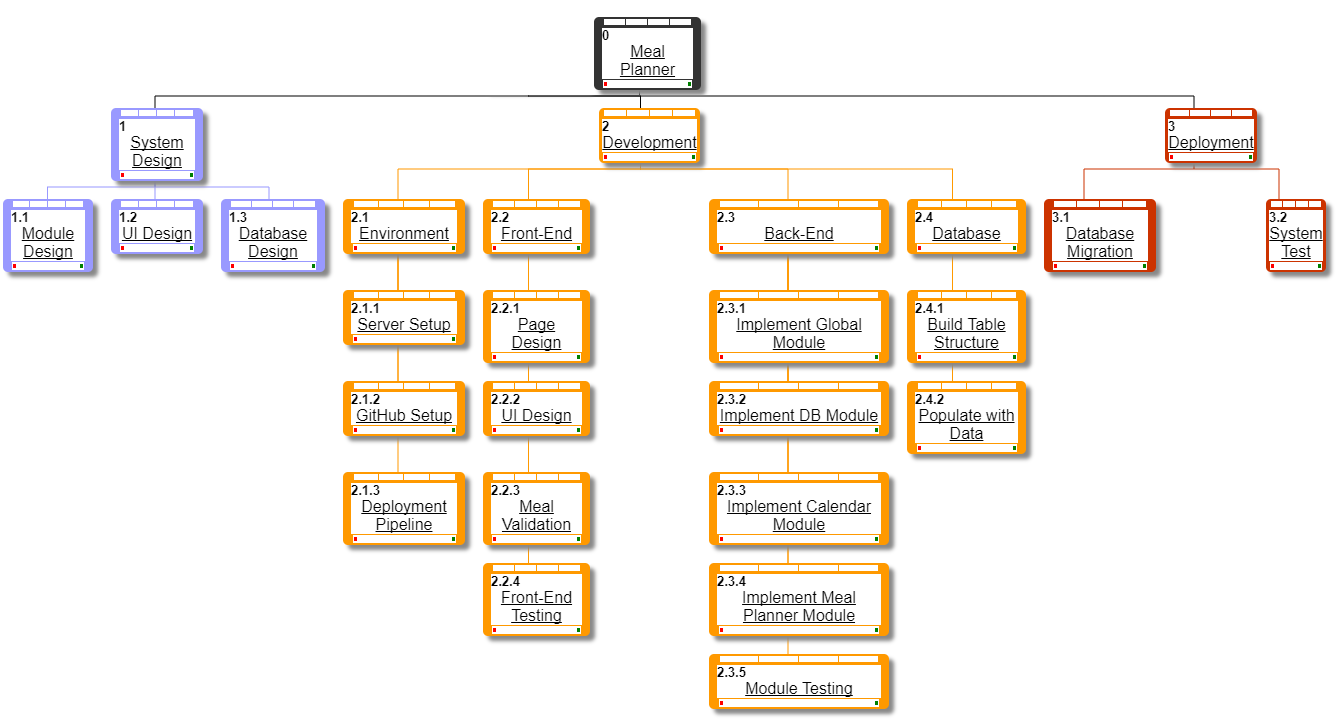 0
Meal
Planner
1
System
Design
2
Development
3
Deployment
1.1
Module
Design
1.2
UI Design
1.3
Database
Design
2.1
Environment
2.2
Front-End
2.3
Back-End
2.4
Database
3.1
Database
Migration
3.2
System
Test
2.1.1
Server Setup
2.2.1
Page
Design
2.3.1
Implement Global
Module
2.4.1
Build Table
Structure
2.1.2
GitHub Setup
2.2.2
UI Design
2.3.2
Implement DB Module
2.4.2
Populate with
Data
2.1.3
Deployment
Pipeline
2.2.3
Meal
Validation
2.3.3
Implement Calendar
Module
2.2.4
Front-End
Testing
2.3.4
Implement Meal
Planner Module
2.3.5
Module Testing